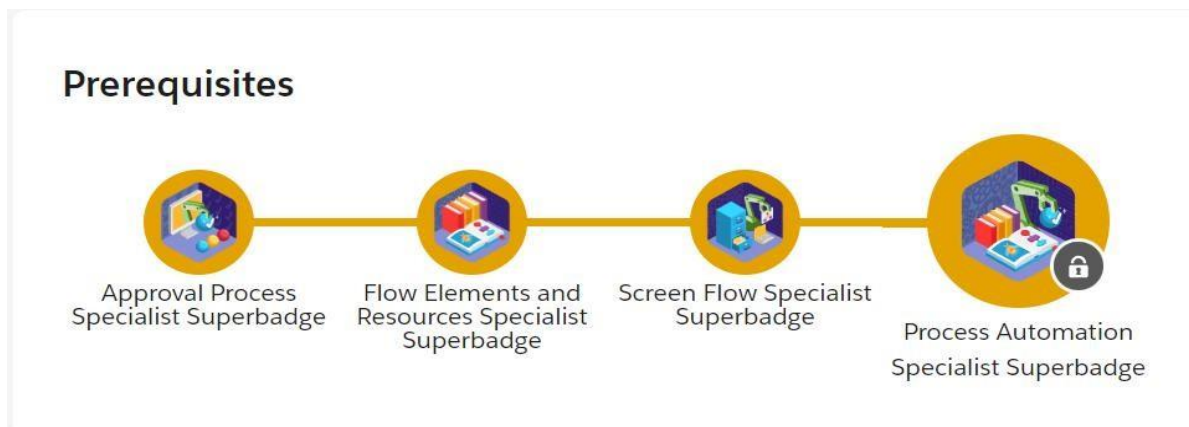 Prerequisites
Approval Process
Specialist Superbadge
Flow Elements and
Resources Specialist
Superbadge
Screen Flow Specialist
Superbadge
Process Automation
Specialist Superbadge